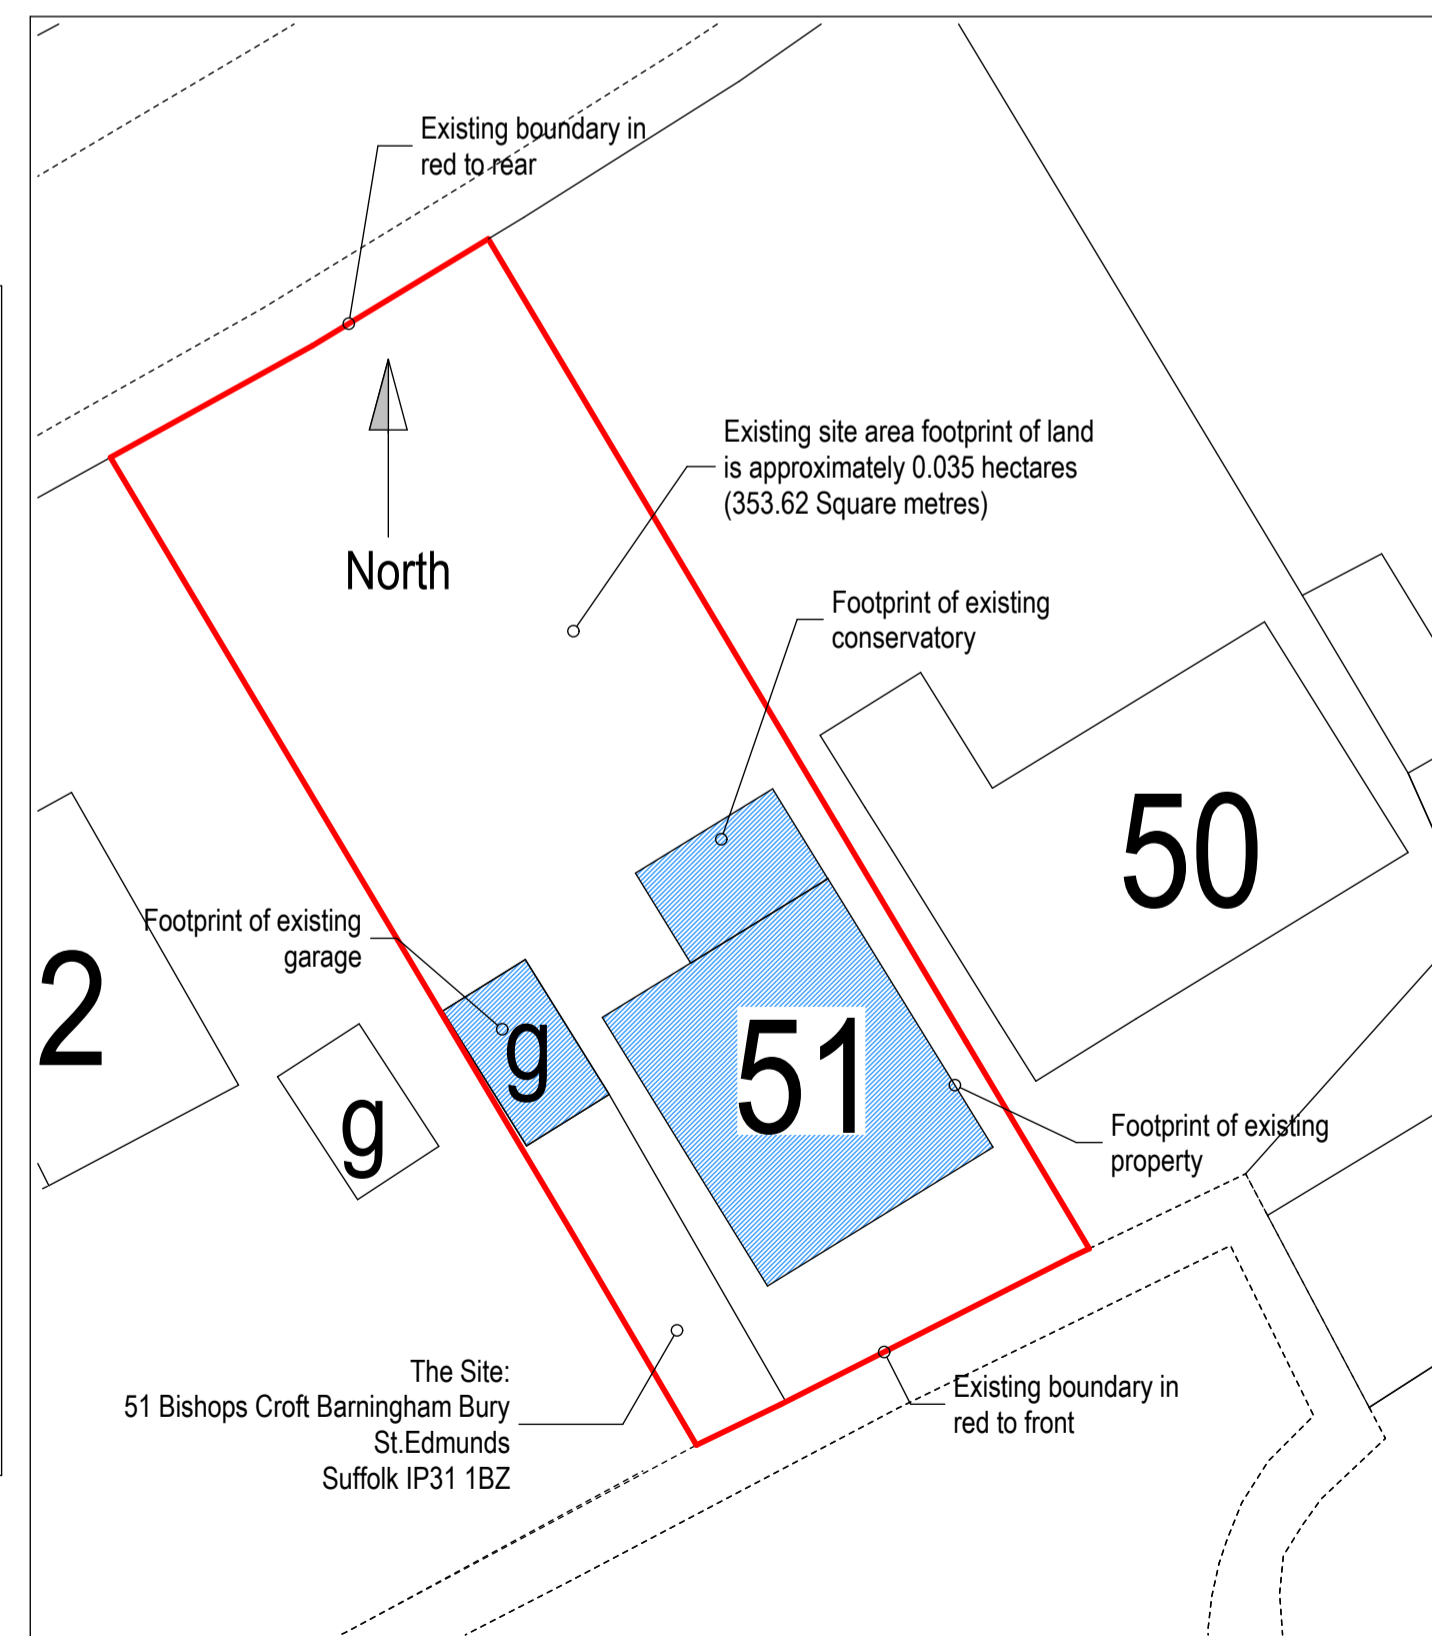 Existing boundary in
red to rear
North
Existing site area footprint of land
is approximately 0.035 hectares
(353.62 Square metres)
Footprint of existing
conservatory
50
Footprint of existing
garage
2
g
g
51
Footprint of existing
property
The Site:
51 Bishops Croft Barningham Bury
St.Edmunds
Suffolk IP31 1BZ
Existing boundary in
red to front